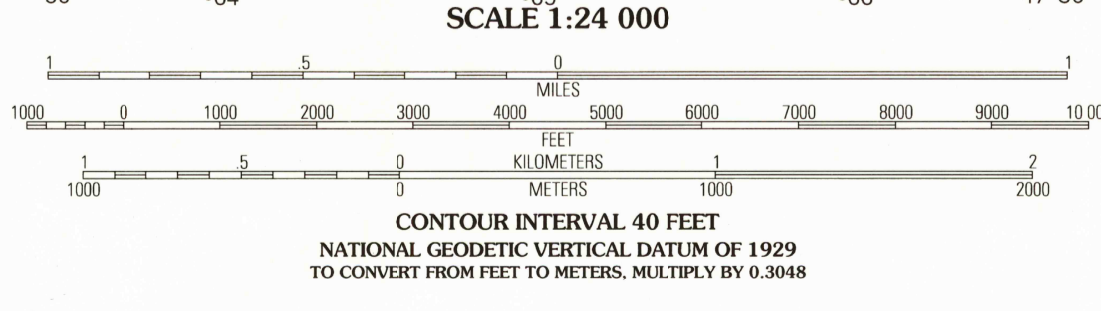 SCALE 1:24 000
1 .5 0 1
MILES
1000 0 1000 2000 3000 4000 5000 6000 7000 8000 9000 10 00
FEET
1 .5 0 KILOMETERS 1 2
1000 0 METERS 1000 2000
CONTOUR INTERVAL 40 FEET
NATIONAL GEODETIC VERTICAL DATUM OF 1929
TO CONVERT FROM FEET TO METERS, MULTIPLY BY 0.3048